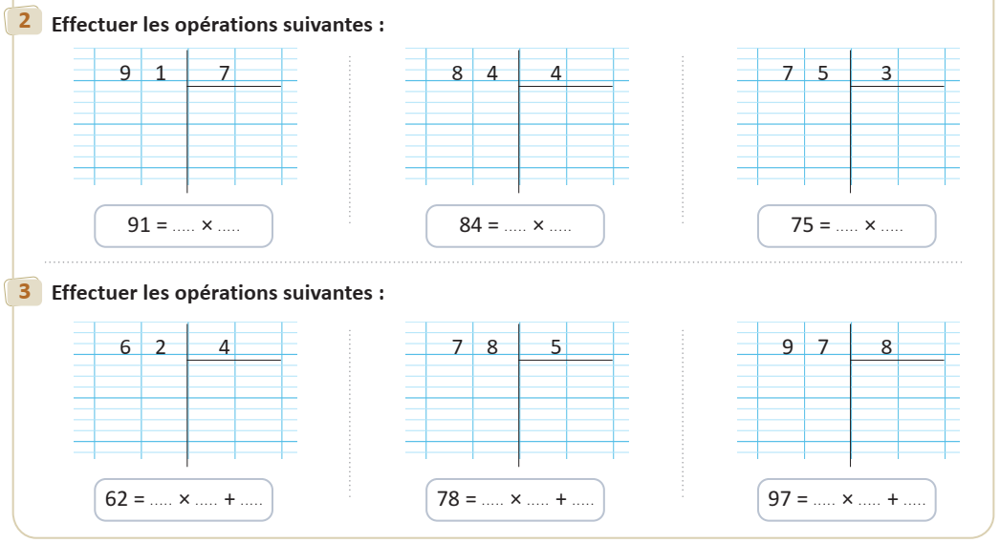 2 Effectuer les opérations suivantes :
9 1 7
8 4 4
7 5 3
91 = ..... × .....
84 = ..... × .....
75 = ..... × .....
3 Effectuer les opérations suivantes :
6 2 4
7 8 5
9 7 8
62 = ..... × ..... + .....
78 = ..... × ..... + .....
97 = ..... × ..... + .....